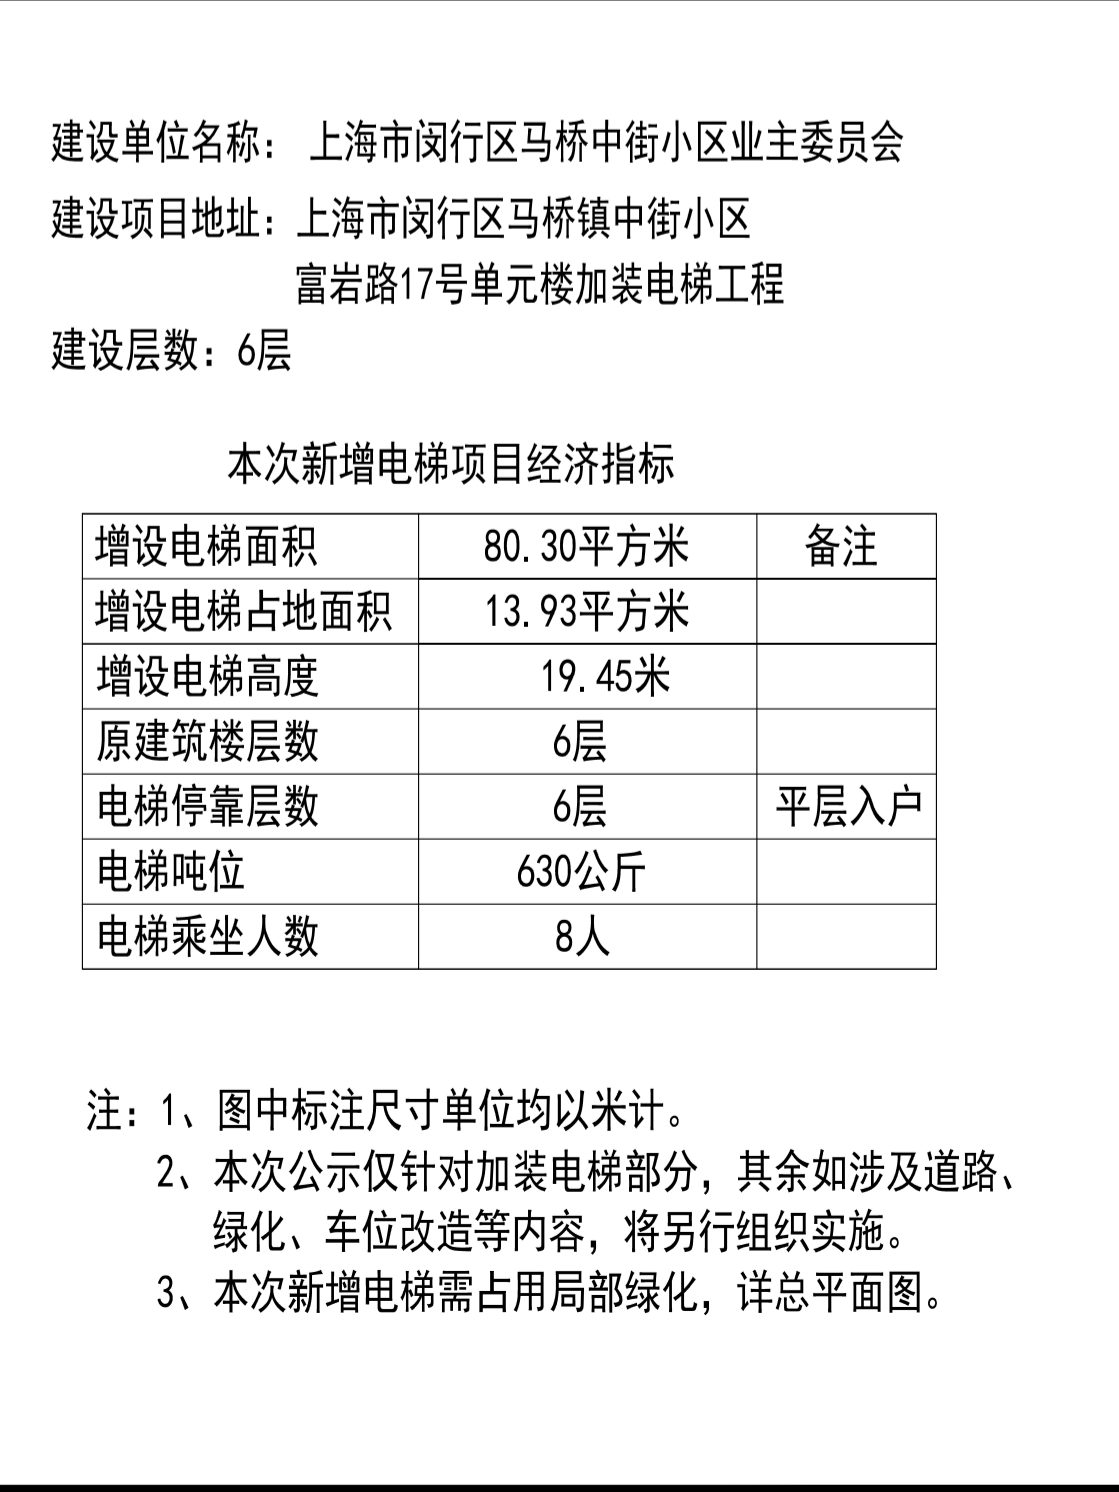 建设单位名称： 上海市闵行区马桥中街小区业主委员会
建设项目地址：上海市闵行区马桥镇中街小区
富岩路17号单元楼加装电梯工程
建设层数：6层
本次新增电梯项目经济指标
增设电梯面积 80.30平方米 备注
增设电梯占地面积 13.93平方米
增设电梯高度 19.45米
原建筑楼层数 6层
电梯停靠层数 6层 平层入户
电梯吨位 630公斤
电梯乘坐人数 8人
注：1、图中标注尺寸单位均以米计。
2、本次公示仅针对加装电梯部分，其余如涉及道路、
绿化、车位改造等内容，将另行组织实施。
3、本次新增电梯需占用局部绿化，详总平面图。